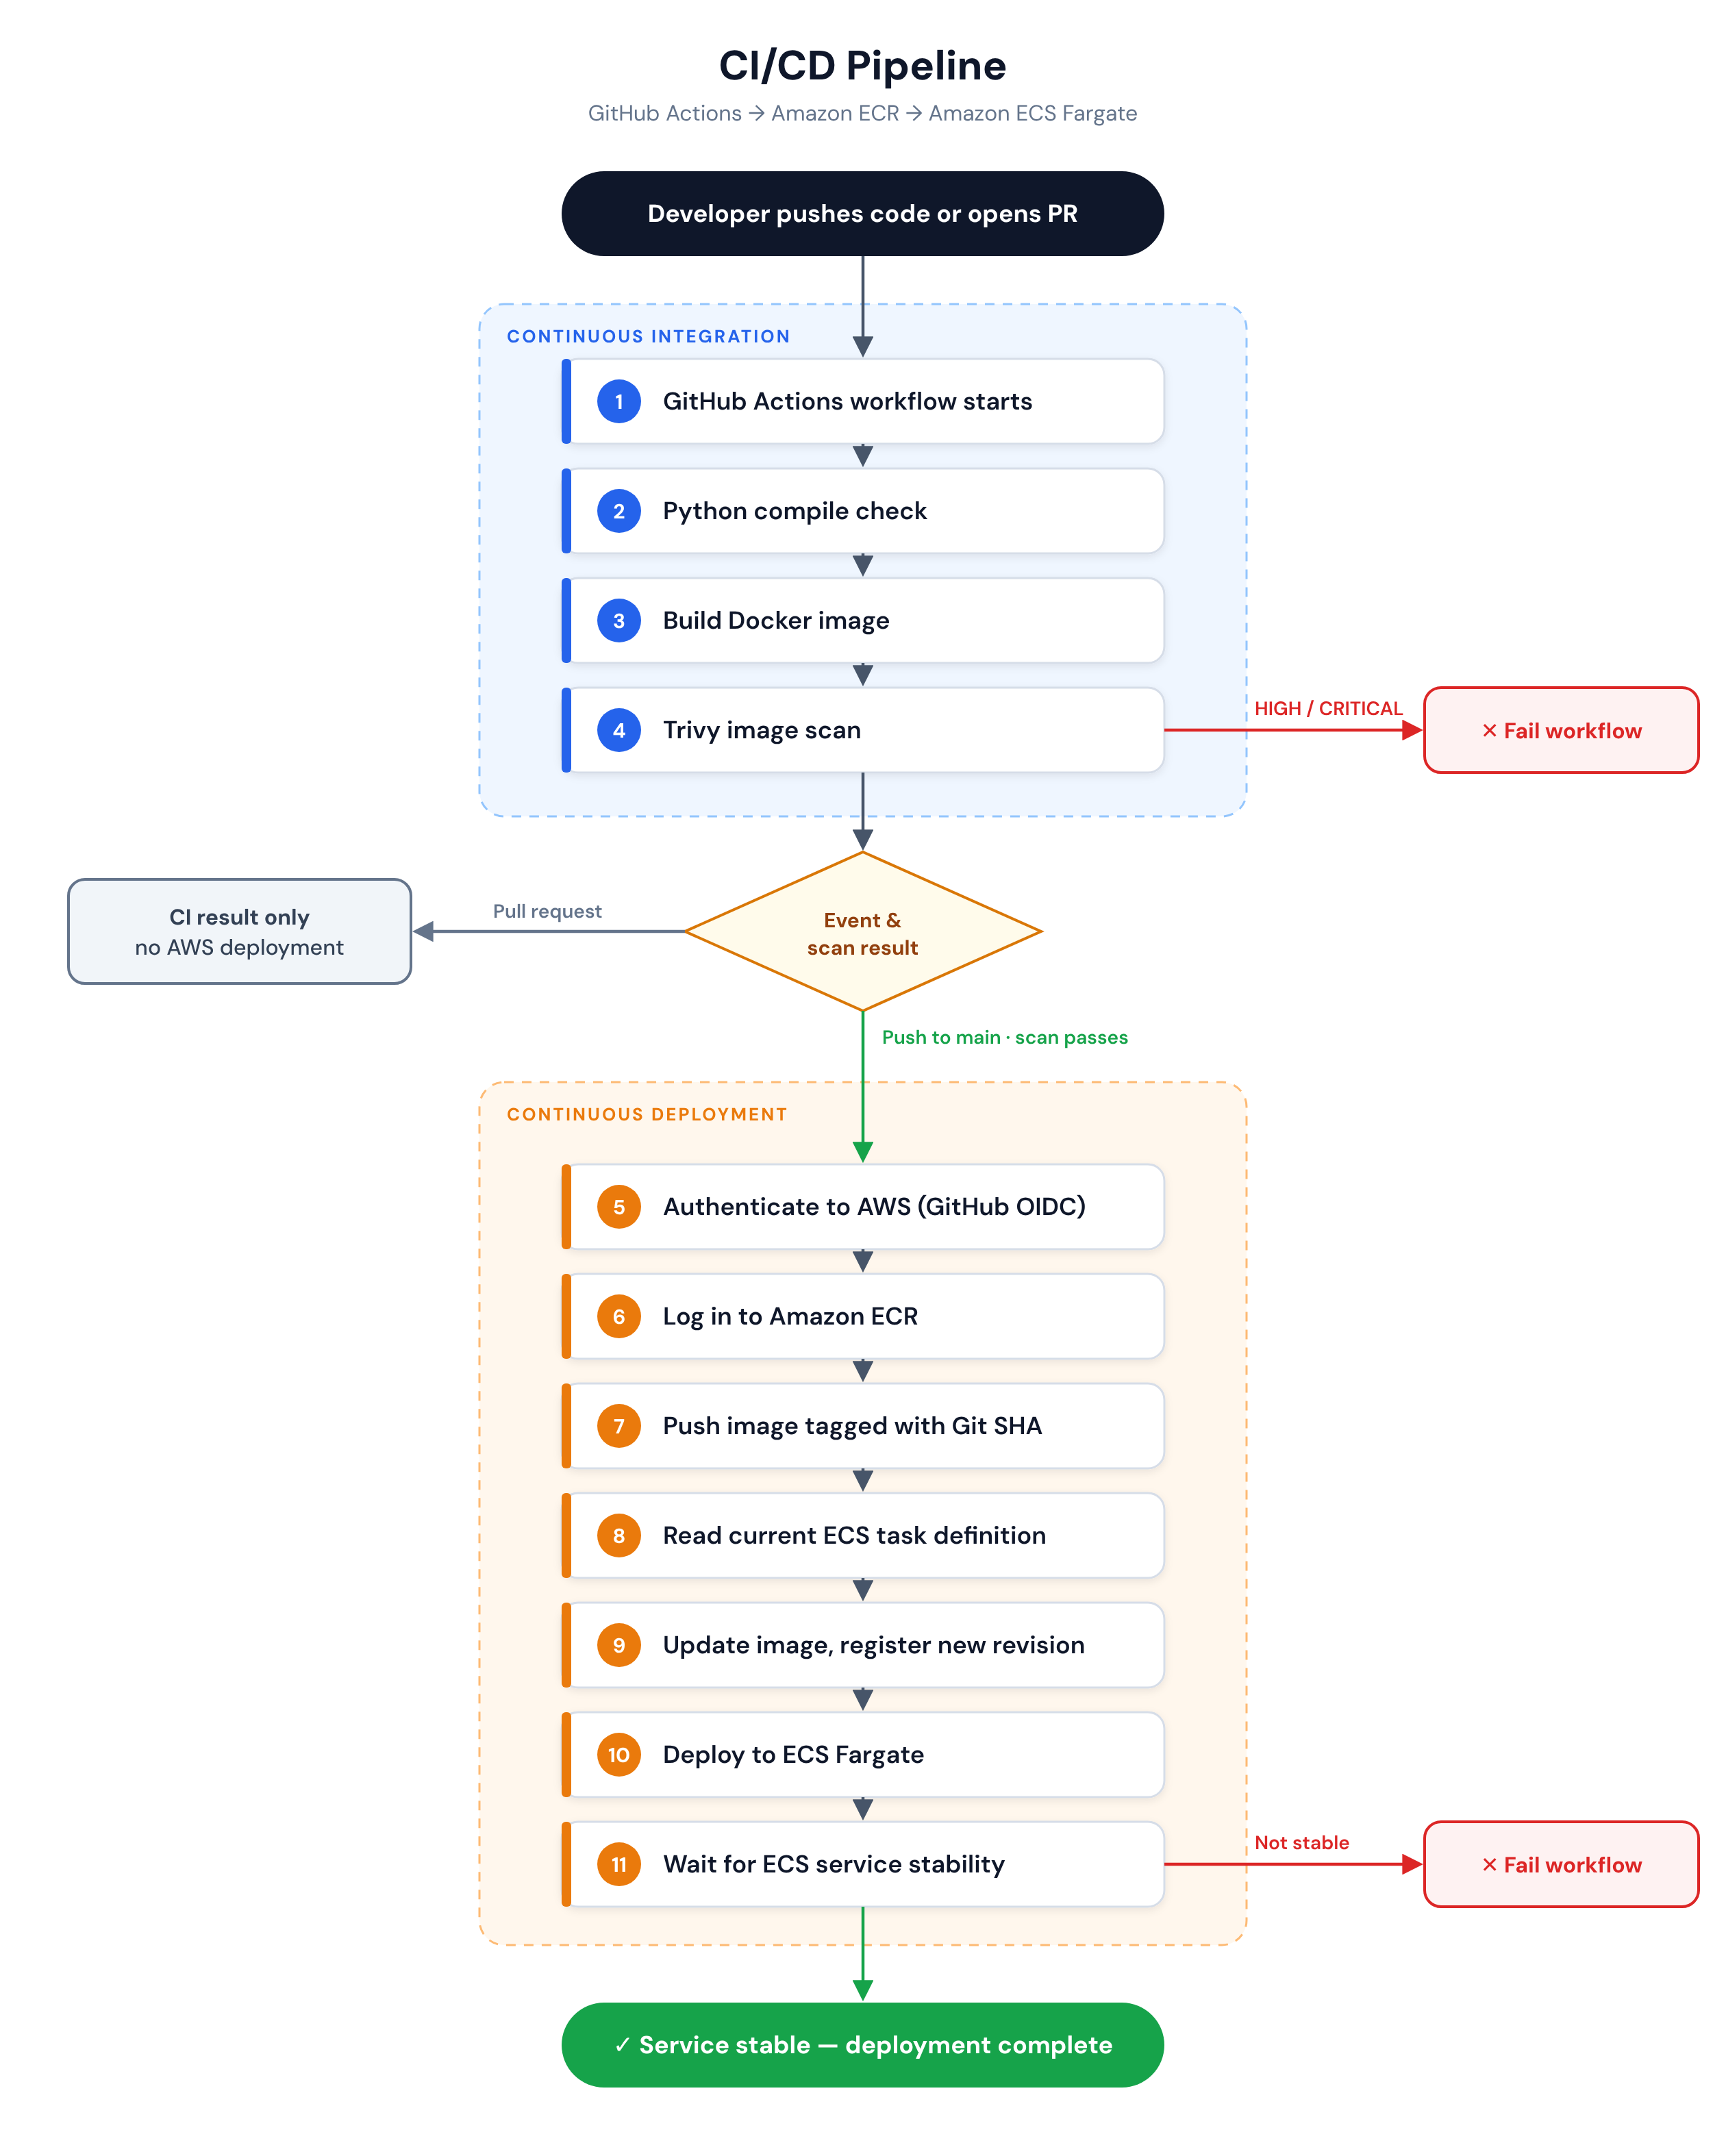 CI/CD Pipeline
GitHub Actions → Amazon ECR → Amazon ECS Fargate
Developer pushes code or opens PR
CONTINUOUS INTEGRATION
1 GitHub Actions workflow starts
2 Python compile check
3 Build Docker image
4 Trivy image scan
HIGH / CRITICAL
✕ Fail workflow
Event &
scan result
Pull request
CI result only
no AWS deployment
Push to main · scan passes
CONTINUOUS DEPLOYMENT
5 Authenticate to AWS (GitHub OIDC)
6 Log in to Amazon ECR
7 Push image tagged with Git SHA
8 Read current ECS task definition
9 Update image, register new revision
10 Deploy to ECS Fargate
11 Wait for ECS service stability
Not stable
✕ Fail workflow
✓ Service stable — deployment complete